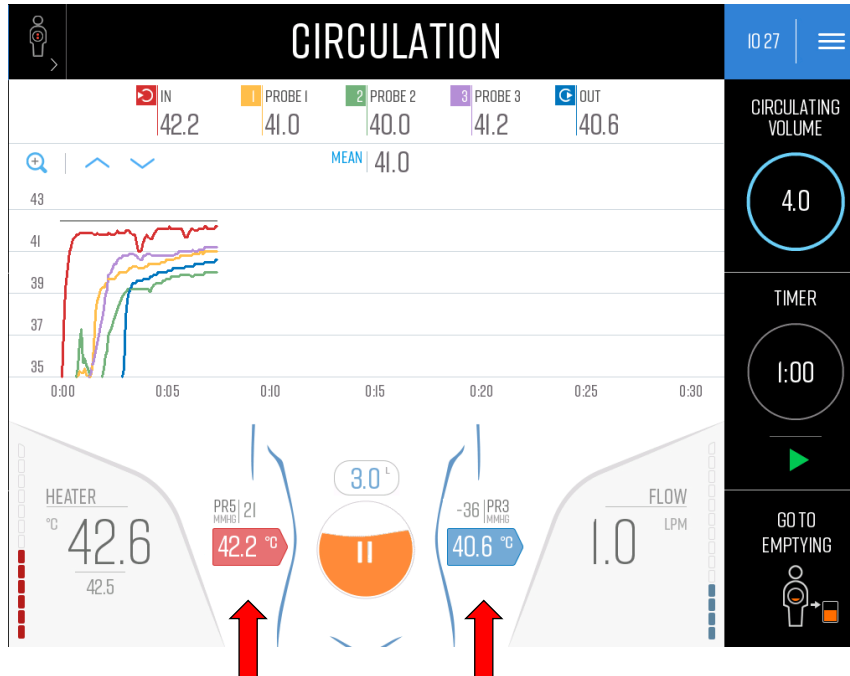 CIRCULATION
10 27
IN
42.2
1 PROBE 1
41.0
2 PROBE 2
40.0
3 PROBE 3
41.2
OUT
40.6
MEAN 41.0
CIRCULATING
VOLUME
4.0
43
41
39
37
35
0:00 0:05 0:10 0:15 0:20 0:25 0:30
TIMER
1:00
HEATER
°C 42.6
42.5
PR5 21
MMHG
42.2 °C
3.0 L
-36 PR3
MMHG
40.6 °C
FLOW
1.0 LPM
GO TO
EMPTYING